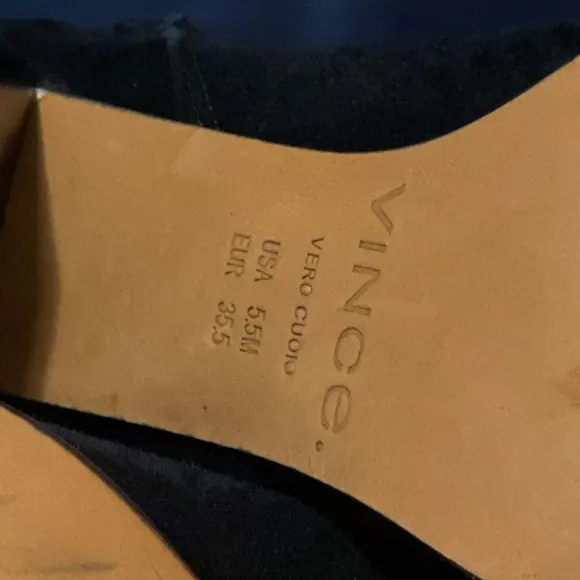 VINCe.
VERO CUOIO
USA 5.5M
EUR 35.5